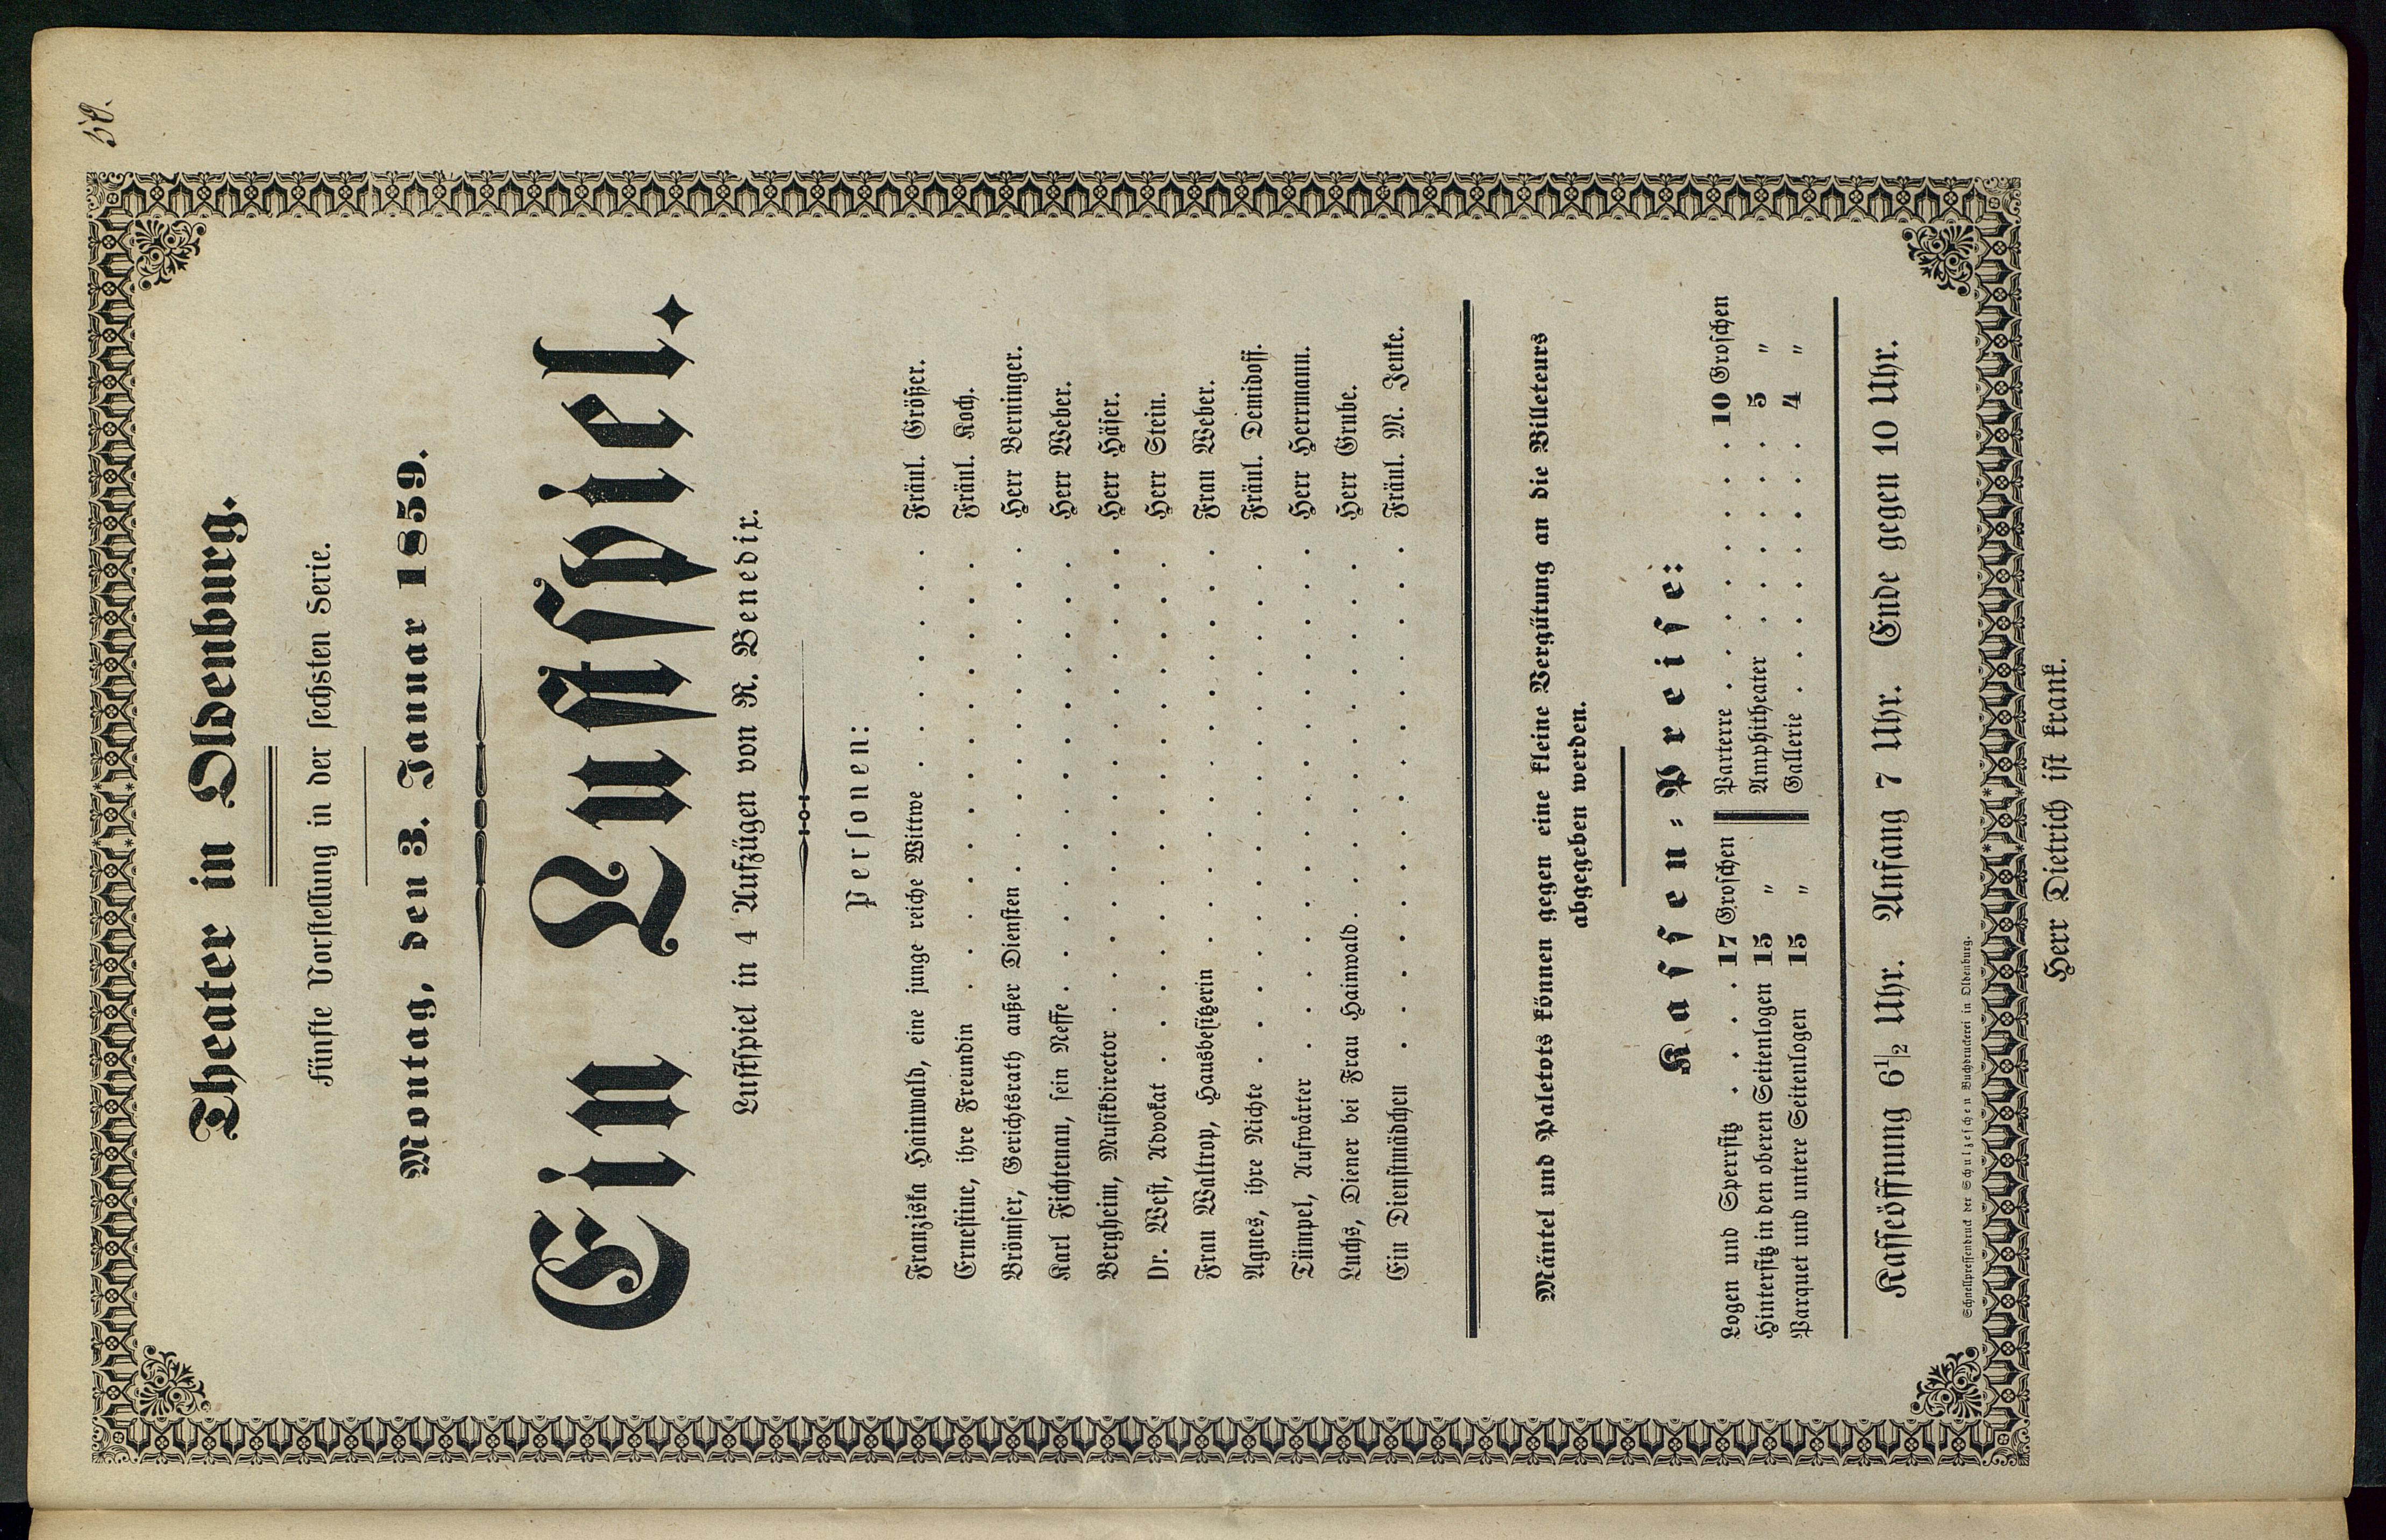 50.
Theater in Oldenburg.
Fünfte Vorstellung in der sechsten Serie.
Montag, den 3. Januar 1859.
Ein Lustspiel.
Lustspiel in 4 Aufzügen von R. Benedix.
Personen:
Franziska Hainwald, eine junge reiche Wittwe . . . . . . . Fräul. Größer.
Ernestine, ihre Freundin . . . . . . . . . . . . . Fräul. Koch.
Brömser, Gerichtsrath außer Diensten . . . . . . . . . . Herr Berninger.
Karl Fichtenau, sein Neffe . . . . . . . . . . . . . Herr Weber.
Bergheim, Musikdirector . . . . . . . . . . . . . . Herr Häser.
Dr. West, Advokat . . . . . . . . . . . . . . . Herr Stein.
Frau Waltrop, Hausbesitzerin . . . . . . . . . . . . Frau Weber.
Agnes, ihre Nichte . . . . . . . . . . . . . . . Fräul. Demidoff.
Tümpel, Aufwärter . . . . . . . . . . . . . . . Herr Herrmann.
Luchs, Diener bei Frau Hainwald . . . . . . . . . . . Herr Grube.
Ein Dienstmädchen . . . . . . . . . . . . . . . Fräul. M. Jenke.
Mäntel und Paletots können gegen eine kleine Vergütung an die Billeteurs
abgegeben werden.
Kassen-Preise:
Logen und Sperrsitz . . . . 17 Groschen Parterre . . . . . . . . 10 Groschen
Hintersitz in den oberen Seitenlogen 15 " Amphitheater . . . . . . 5 "
Parquet und untere Seitenlogen 15 " Gallerie . . . . . . . . 4 "
Kasseöffnung 6 1/2 Uhr. Anfang 7 Uhr. Ende gegen 10 Uhr.
Schnellpressendruck der Schulzeschen Buchdruckerei in Oldenburg.
Herr Dietrich ist krank.